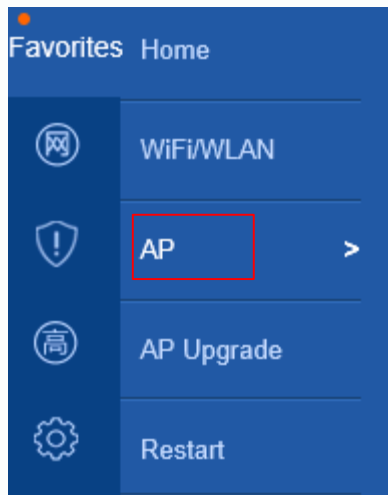 Favorites
Home
网
WiFi/WLAN
AP >
高
AP Upgrade
Restart